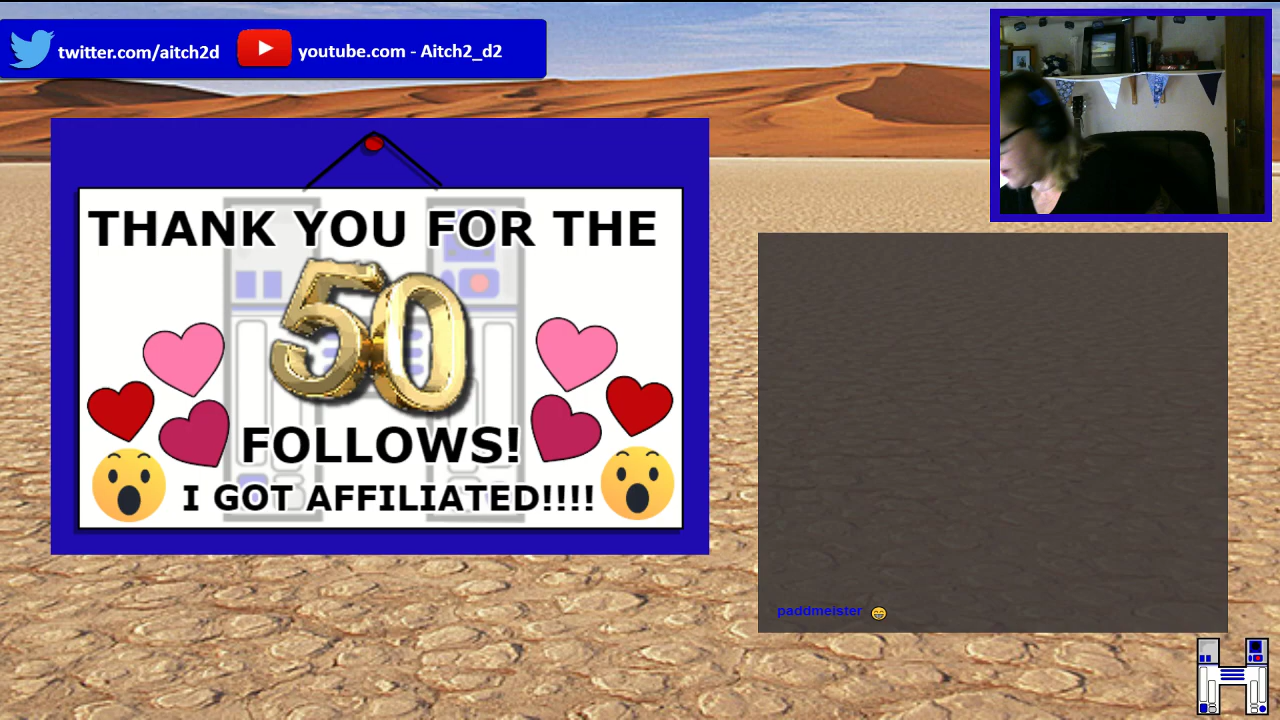 twitter.com/aitch2d
youtube.com - Aitch2_d2
THANK YOU FOR THE
50
FOLLOWS!
I GOT AFFILIATED!!!!
paddmeister
H